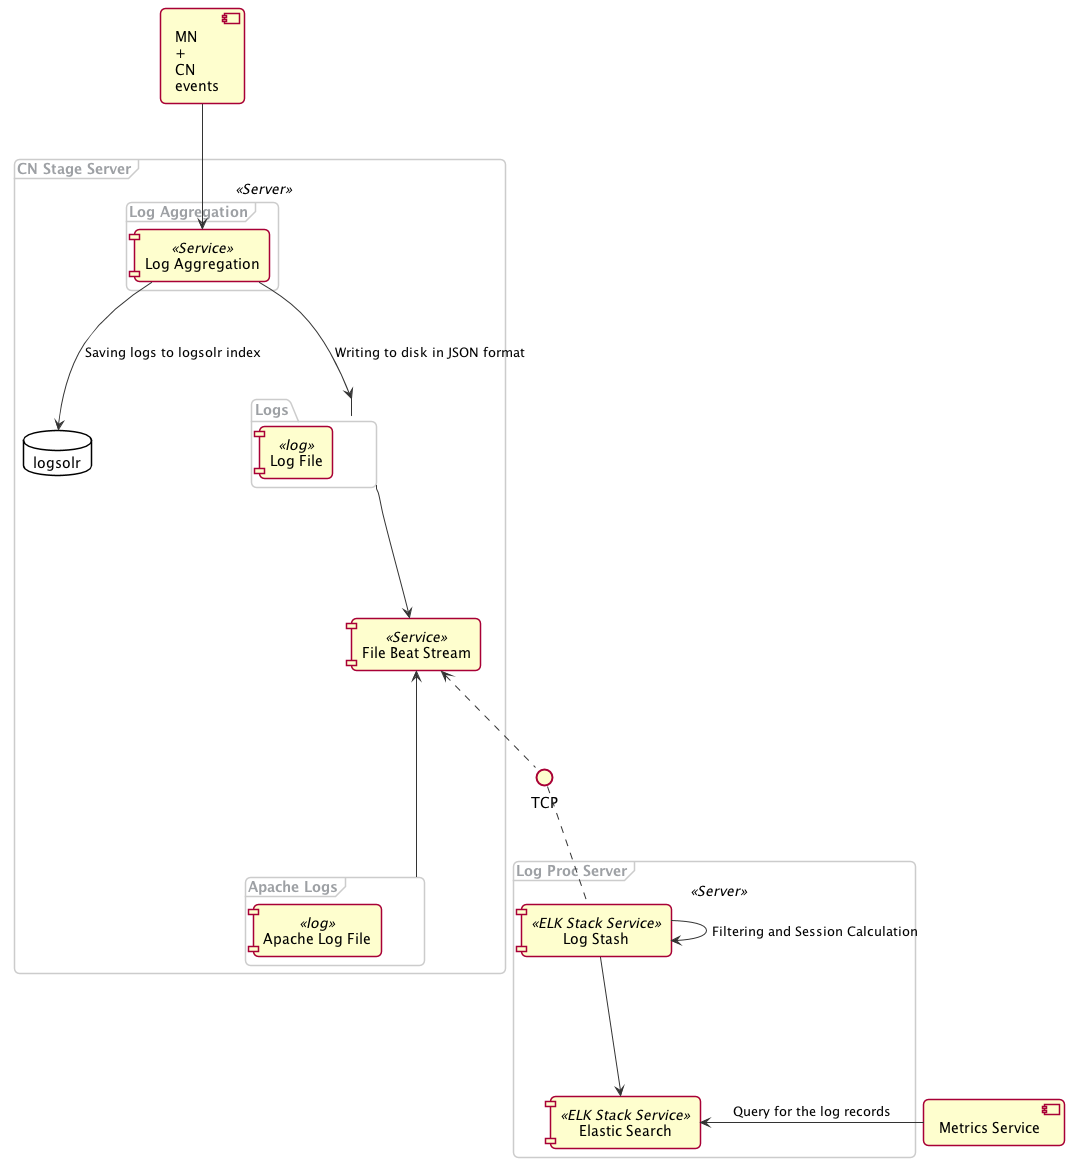 MN
+
CN
events
CN Stage Server
«Server»
Log Aggregation
«Service»
Log Aggregation
Saving logs to logsolr index
Writing to disk in JSON format
Logs
«log»
Log File
logsolr
«Service»
File Beat Stream
TCP
Apache Logs
«log»
Apache Log File
Log Proc Server
«Server»
«ELK Stack Service»
Log Stash
Filtering and Session Calculation
«ELK Stack Service»
Elastic Search
Query for the log records
Metrics Service